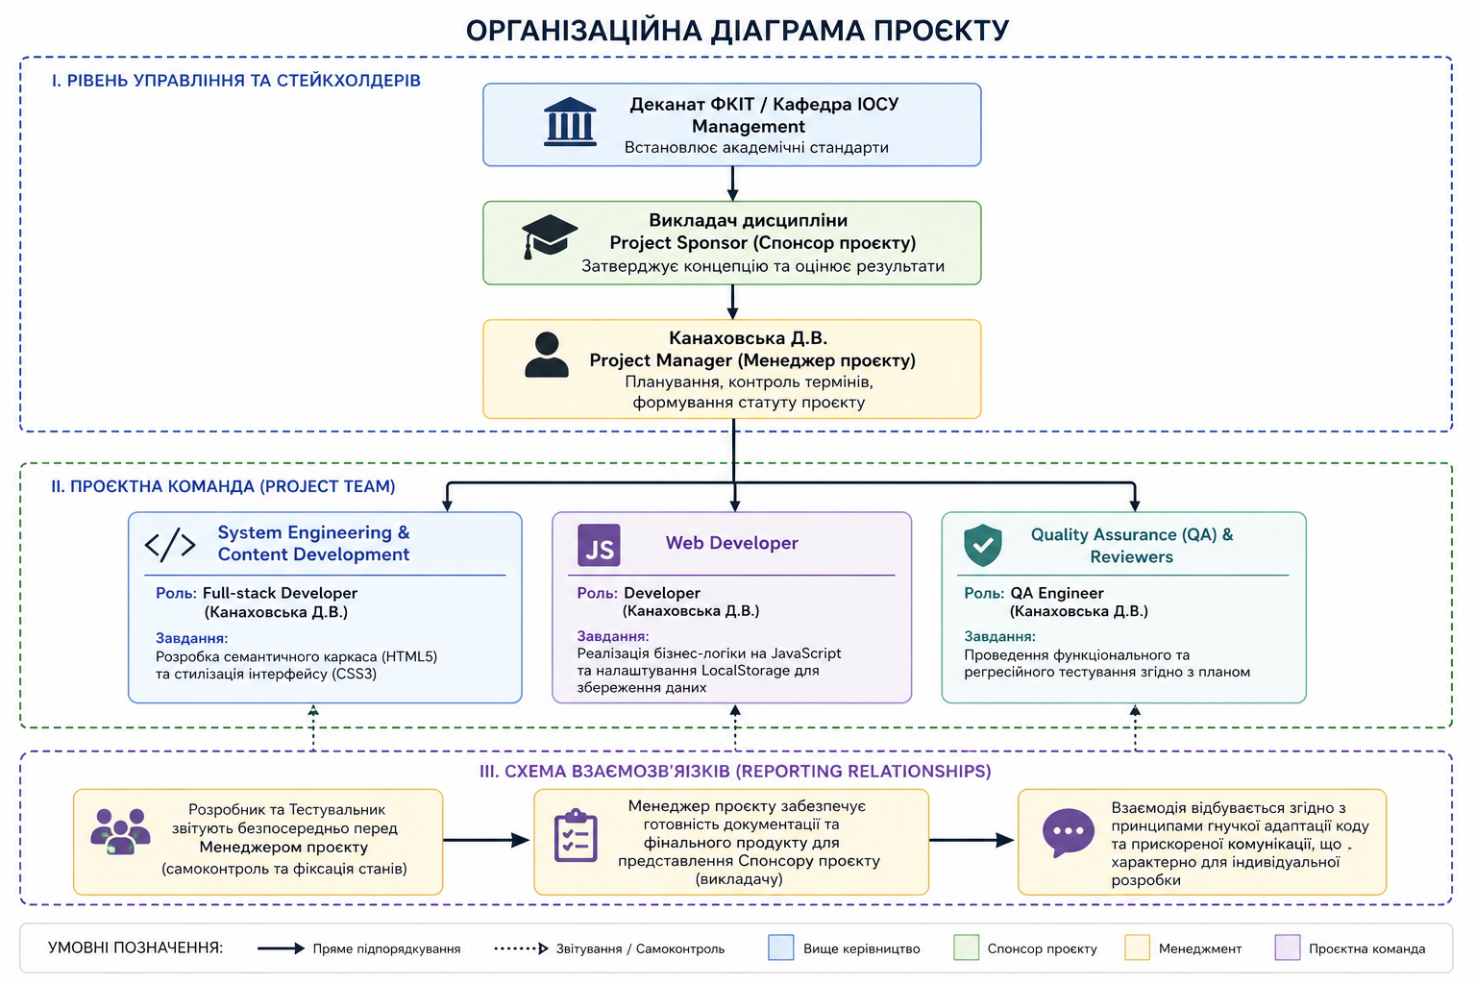 ОРГАНІЗАЦІЙНА ДІАГРАМА ПРОЄКТУ
I. РІВЕНЬ УПРАВЛІННЯ ТА СТЕЙКХОЛДЕРІВ
Деканат ФКІТ / Кафедра ІОСУ
Management
Встановлює академічні стандарти
Викладач дисципліни
Project Sponsor (Спонсор проєкту)
Затверджує концепцію та оцінює результати
Канаховська Д.В.
Project Manager (Менеджер проєкту)
Планування, контроль термінів,
формування статуту проєкту
II. ПРОЄКТНА КОМАНДА (PROJECT TEAM)
System Engineering &
Content Development
Роль: Full-stack Developer
(Канаховська Д.В.)
Завдання:
Розробка семантичного каркаса (HTML5)
та стилізація інтерфейсу (CSS3)
JS
Web Developer
Роль: Developer
(Канаховська Д.В.)
Завдання:
Реалізація бізнес-логіки на JavaScript
та налаштування LocalStorage для
збереження даних
Quality Assurance (QA) &
Reviewers
Роль: QA Engineer
(Канаховська Д.В.)
Завдання:
Проведення функціонального та
регресійного тестування згідно з планом
III. СХЕМА ВЗАЄМОЗВ'ЯЗКІВ (REPORTING RELATIONSHIPS)
Розробник та Тестувальник
звітують безпосередньо перед
Менеджером проєкту
(самоконтроль та фіксація станів)
Менеджер проєкту забезпечує
готовність документації та
фінального продукту для
представлення Спонсору проєкту
(викладачу)
Взаємодія відбувається згідно з
принципами гнучкої адаптації коду
та прискореної комунікації, що .
характерно для індивідуальної
розробки
УМОВНІ ПОЗНАЧЕННЯ:
Пряме підпорядкування
Звітування / Самоконтроль
Вище керівництво
Спонсор проєкту
Менеджмент
Проєктна команда